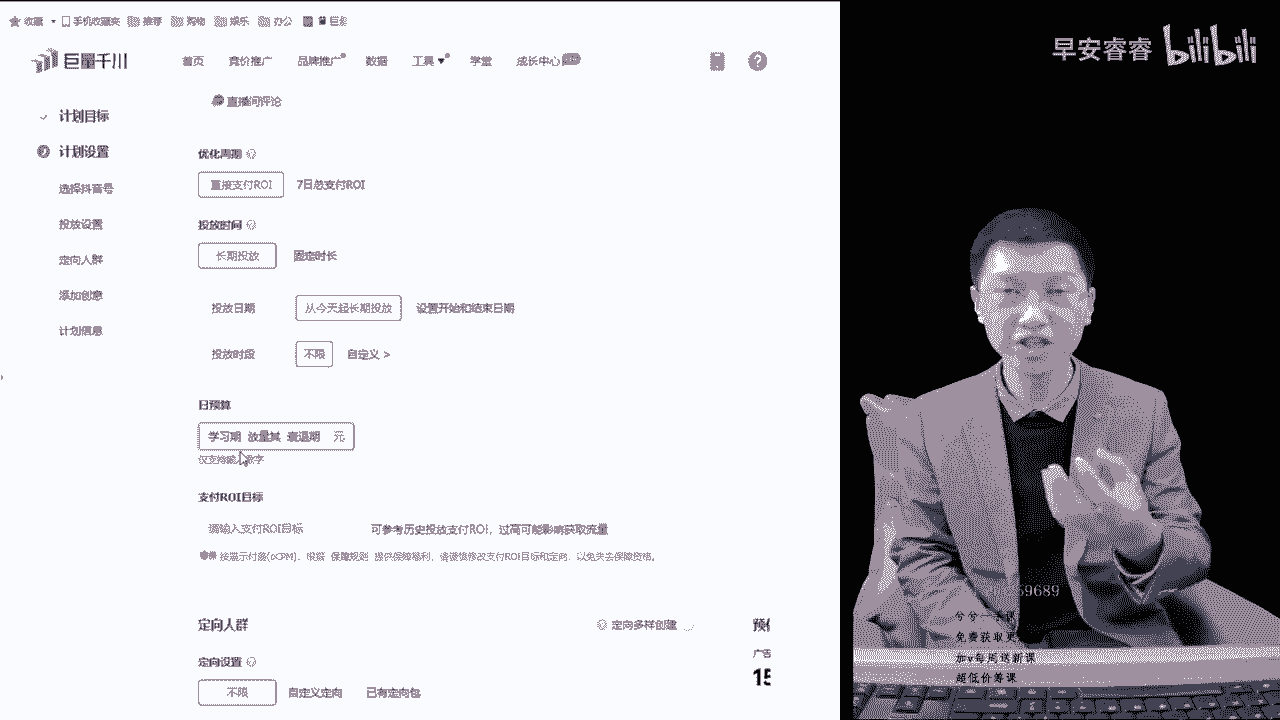 收藏 手机收藏夹 推荐 购物 娱乐 办公
巨量千川 首页 竞价推广 品牌推广 数据 工具 学堂 成长中心
早安睿睿 bilibili
直播间评论
计划目标
计划设置
选择抖音号
投放设置
定向人群
添加创意
计划信息
优化周期
直接支付ROI 7日总支付ROI
投放时间
长期投放 固定时长
投放日期 从今天起长期投放 设置开始和结束日期
投放时段 不限 自定义 >
日预算
学习期 放量其 衰退期 元
仅支持输入数字
支付ROI目标
请输入支付ROI目标 可参考历史投放支付ROI，过高可能影响获取流量
按展示付费(oCPM)，根据 保障规则 提供保障福利，请谨慎修改支付ROI目标和定向，以免失去保障资格。
定向人群 定向多样创建
定向设置
不限 自定义定向 已有定向包
广告
15
59689
免费获取
加v每周送新课
超低价筹课